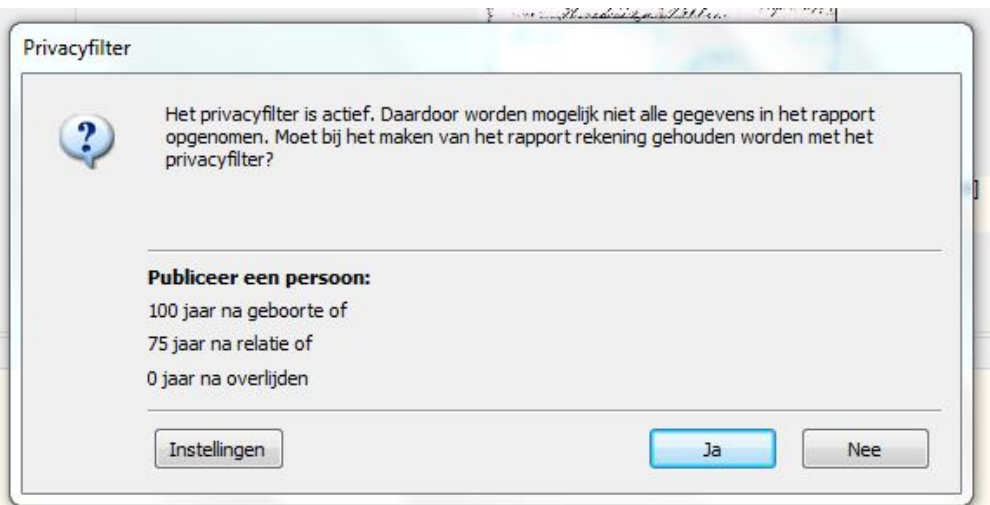 Privacyfilter
Het privacyfilter is actief. Daardoor worden mogelijk niet alle gegevens in het rapport
opgenomen. Moet bij het maken van het rapport rekening gehouden worden met het
privacyfilter?
Publiceer een persoon:
100 jaar na geboorte of
75 jaar na relatie of
0 jaar na overlijden
Instellingen
Ja
Nee